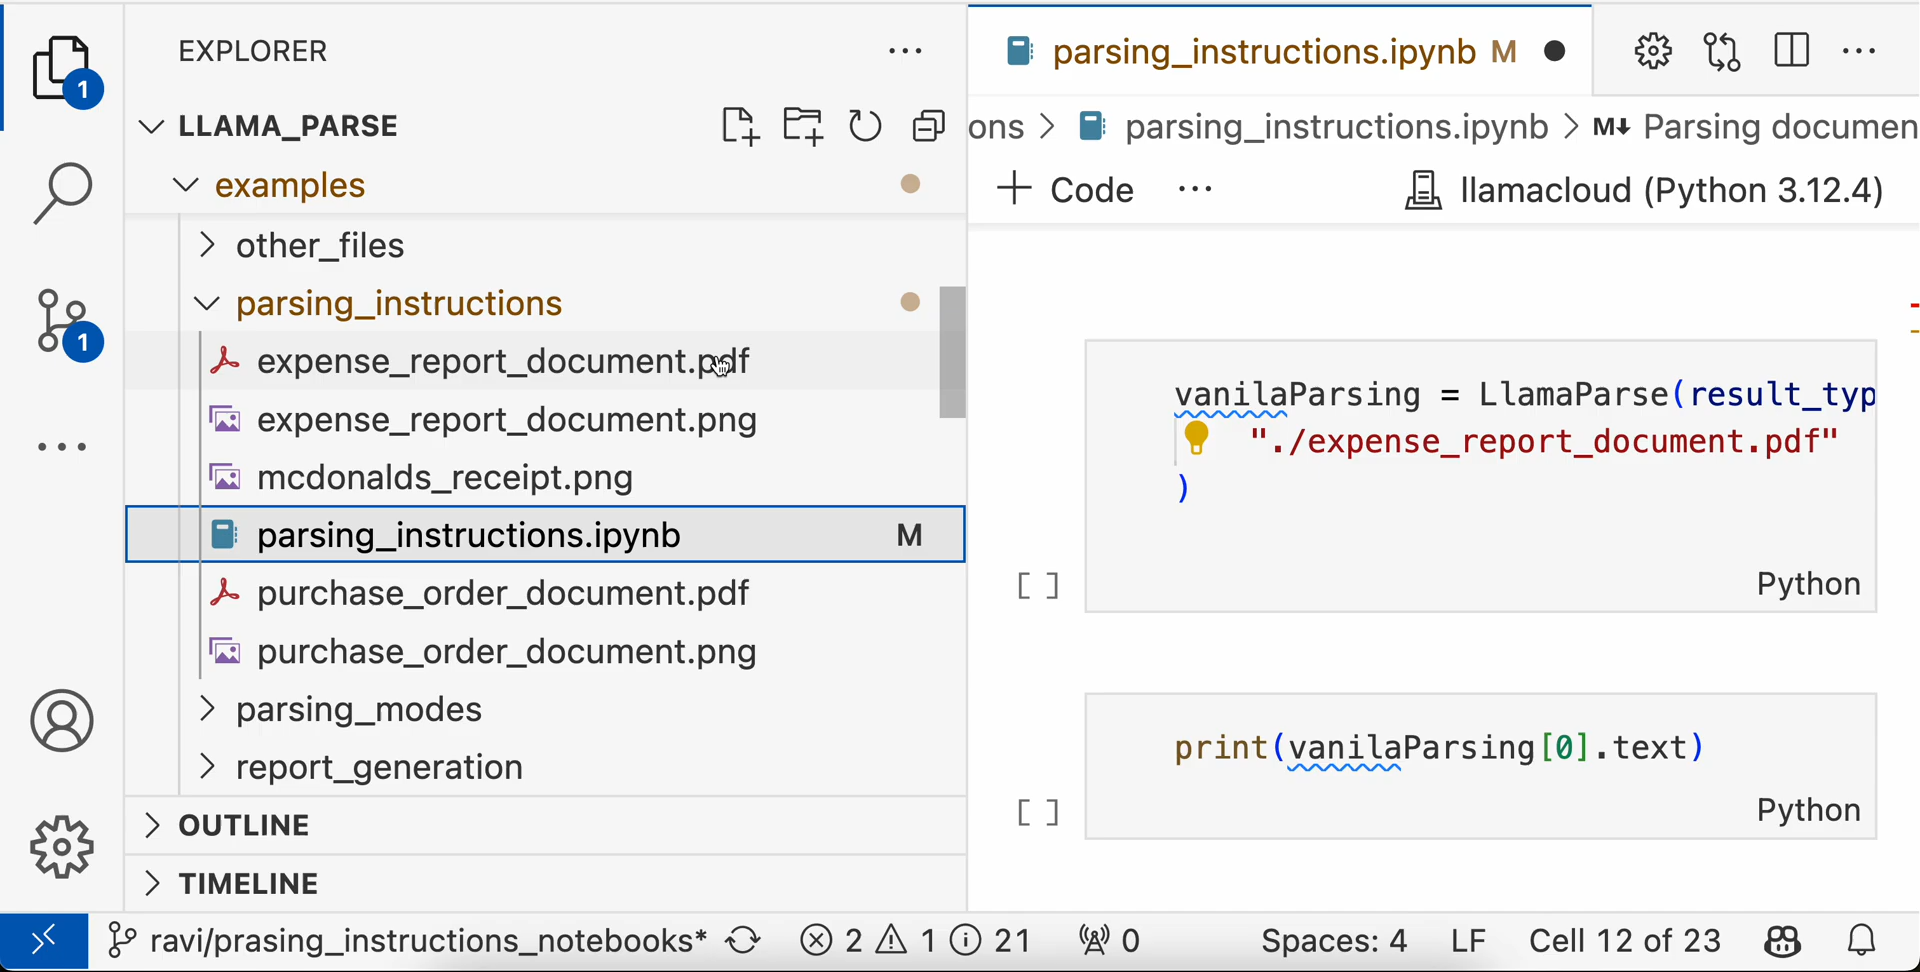 EXPLORER
1
LLAMA_PARSE
examples
other_files
parsing_instructions
expense_report_document.pdf
expense_report_document.png
mcdonalds_receipt.png
parsing_instructions.ipynb M
purchase_order_document.pdf
purchase_order_document.png
parsing_modes
report_generation
1
OUTLINE
TIMELINE
parsing_instructions.ipynb M
ons > parsing_instructions.ipynb > M↓ Parsing documen
+ Code ... llamacloud (Python 3.12.4)
vanilaParsing = LlamaParse(result_typ
"./expense_report_document.pdf"
)
[ ] Python
print(vanilaParsing[0].text)
[ ] Python
ravi/prasing_instructions_notebooks* 2 1 21 0 Spaces: 4 LF Cell 12 of 23